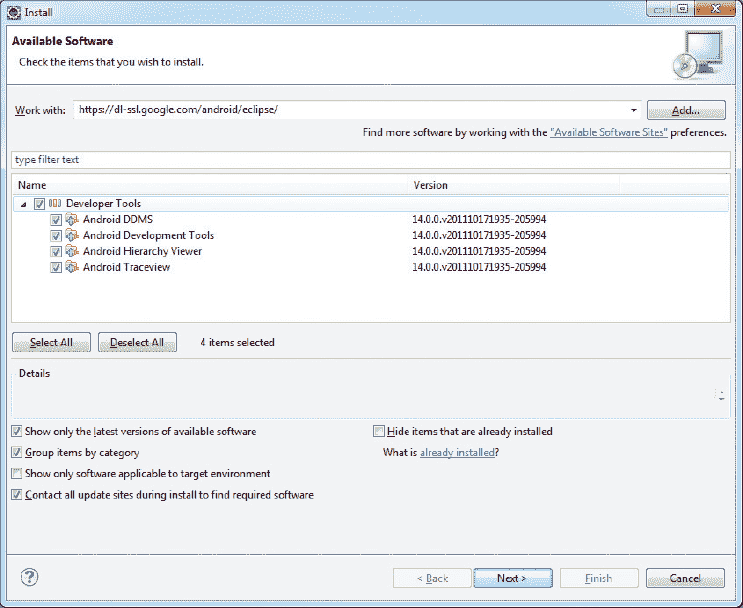 Install
Available Software
Check the items that you wish to install.
Work with: https://dl-ssl.google.com/android/eclipse/ Add...
Find more software by working with the "Available Software Sites" preferences.
type filter text
Name Version
Developer Tools
Android DDMS 14.0.0.v201110171935-205994
Android Development Tools 14.0.0.v201110171935-205994
Android Hierarchy Viewer 14.0.0.v201110171935-205994
Android Traceview 14.0.0.v201110171935-205994
Select All Deselect All 4 items selected
Details
Show only the latest versions of available software Hide items that are already installed
Group items by category What is already installed?
Show only software applicable to target environment
Contact all update sites during install to find required software
? < Back Next > Finish Cancel